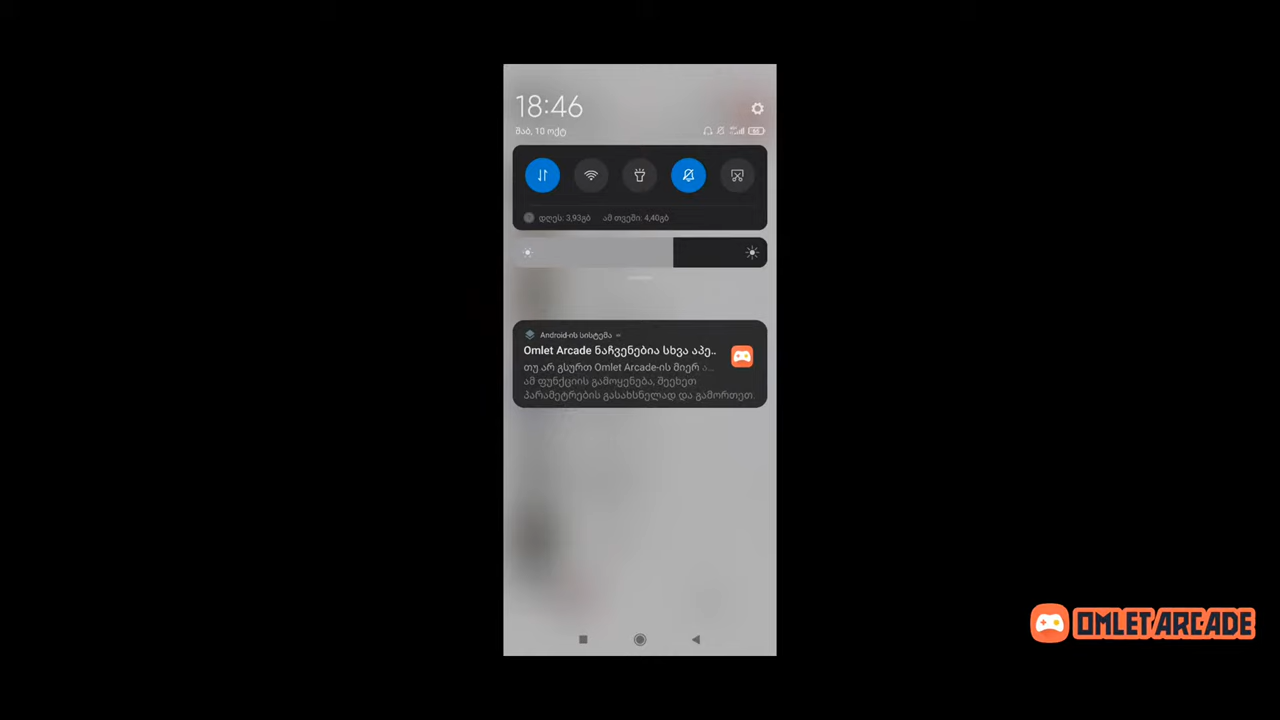 18:46
შაბ, 10 ოქტ
დღეს: 3,93გბ ამ თვეში: 4,40გბ
Android-ის სისტემა
Omlet Arcade ნაჩვენებია სხვა აპე..
თუ არ გსურთ Omlet Arcade-ის მიერ ა...
ამ ფუნქციის გამოყენება, შეეხეთ
პარამეტრების გასახსნელად და გამორთეთ.
OMLET ARCADE